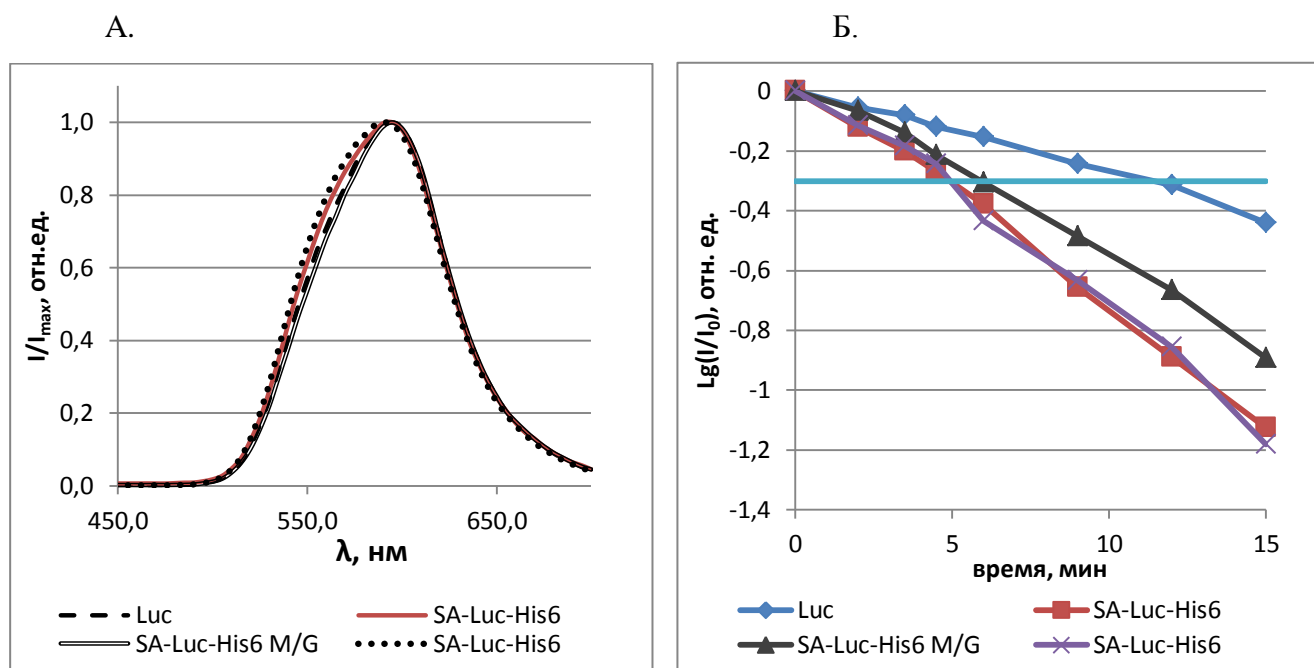 А.
I/Imax, отн.ед.
1,0
0,8
0,6
0,4
0,2
0,0
450,0 550,0 650,0
λ, нм
Luc SA-Luc-His6
SA-Luc-His6 M/G SA-Luc-His6
Б.
Lg(I/I0), отн. ед.
0
-0,2
-0,4
-0,6
-0,8
-1
-1,2
-1,4
0 5 10 15
время, мин
Luc SA-Luc-His6
SA-Luc-His6 M/G SA-Luc-His6